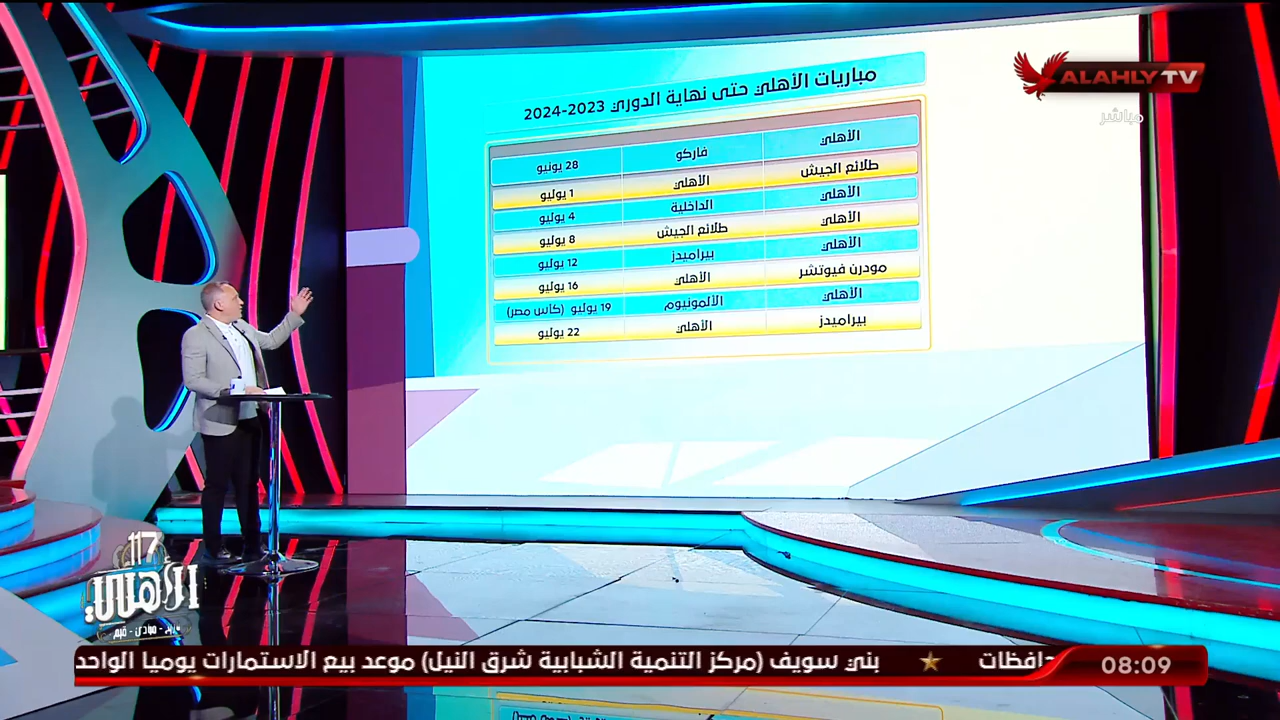 ALAHLY TV
مباشر
مباريات الأهلي حتى نهاية الدوري 2023-2024
الأهلي فاركو 28 يونيو
طلائع الجيش الأهلي 1 يوليو
الأهلي الداخلية 4 يوليو
الأهلي طلائع الجيش 8 يوليو
الأهلي بيراميدز 12 يوليو
مودرن فيوتشر الأهلي 16 يوليو
الأهلي الألمونيوم 19 يوليو (كأس مصر)
بيراميدز الأهلي 22 يوليو
117
الأهلي
مبادئ - قيم
حافظات ★ بني سويف (مركز التنمية الشبابية شرق النيل) موعد بيع الاستمارات يوميا الواحد
08:09